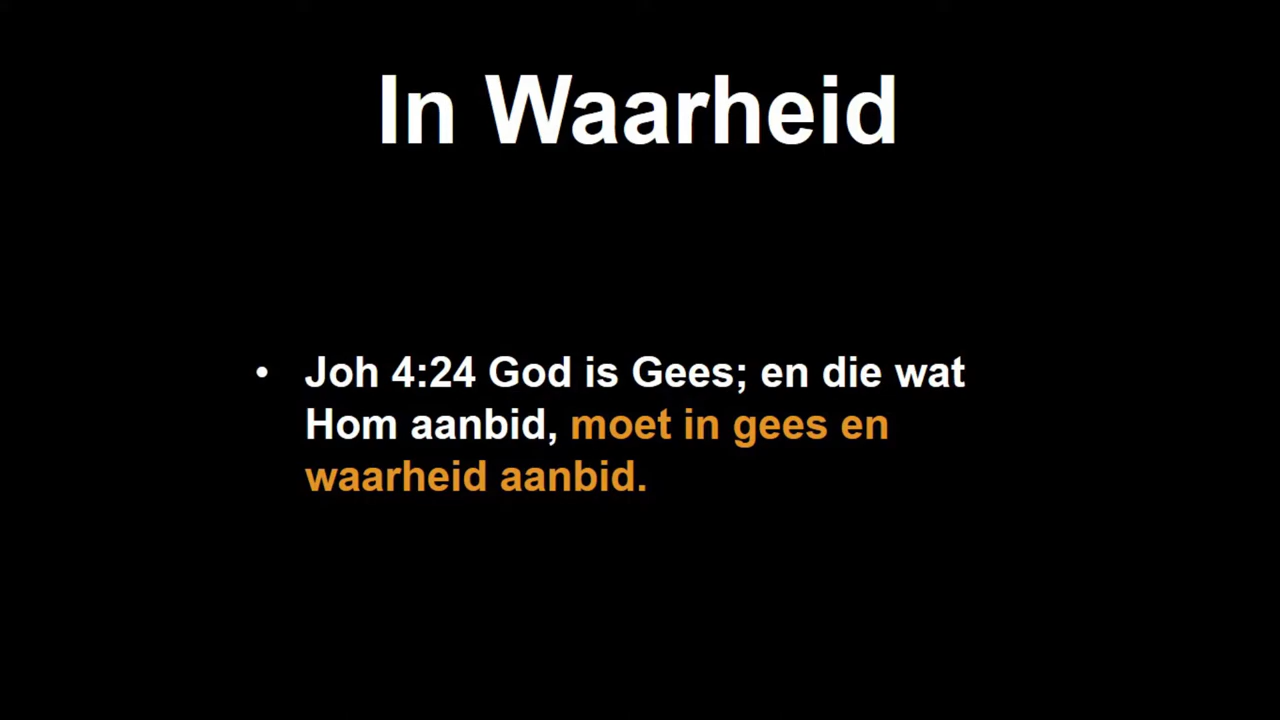 In Waarheid
• Joh 4:24 God is Gees; en die wat
Hom aanbid, moet in gees en
waarheid aanbid.